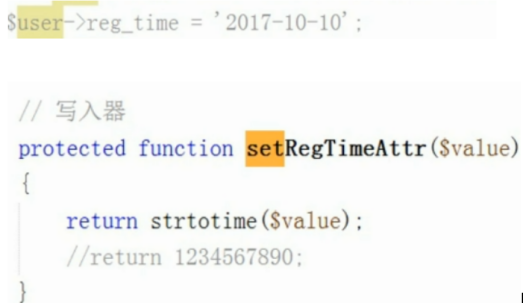 $user->reg_time = '2017-10-10';
// 写入器
protected function setRegTimeAttr($value)
{
return strtotime($value);
//return 1234567890;
}